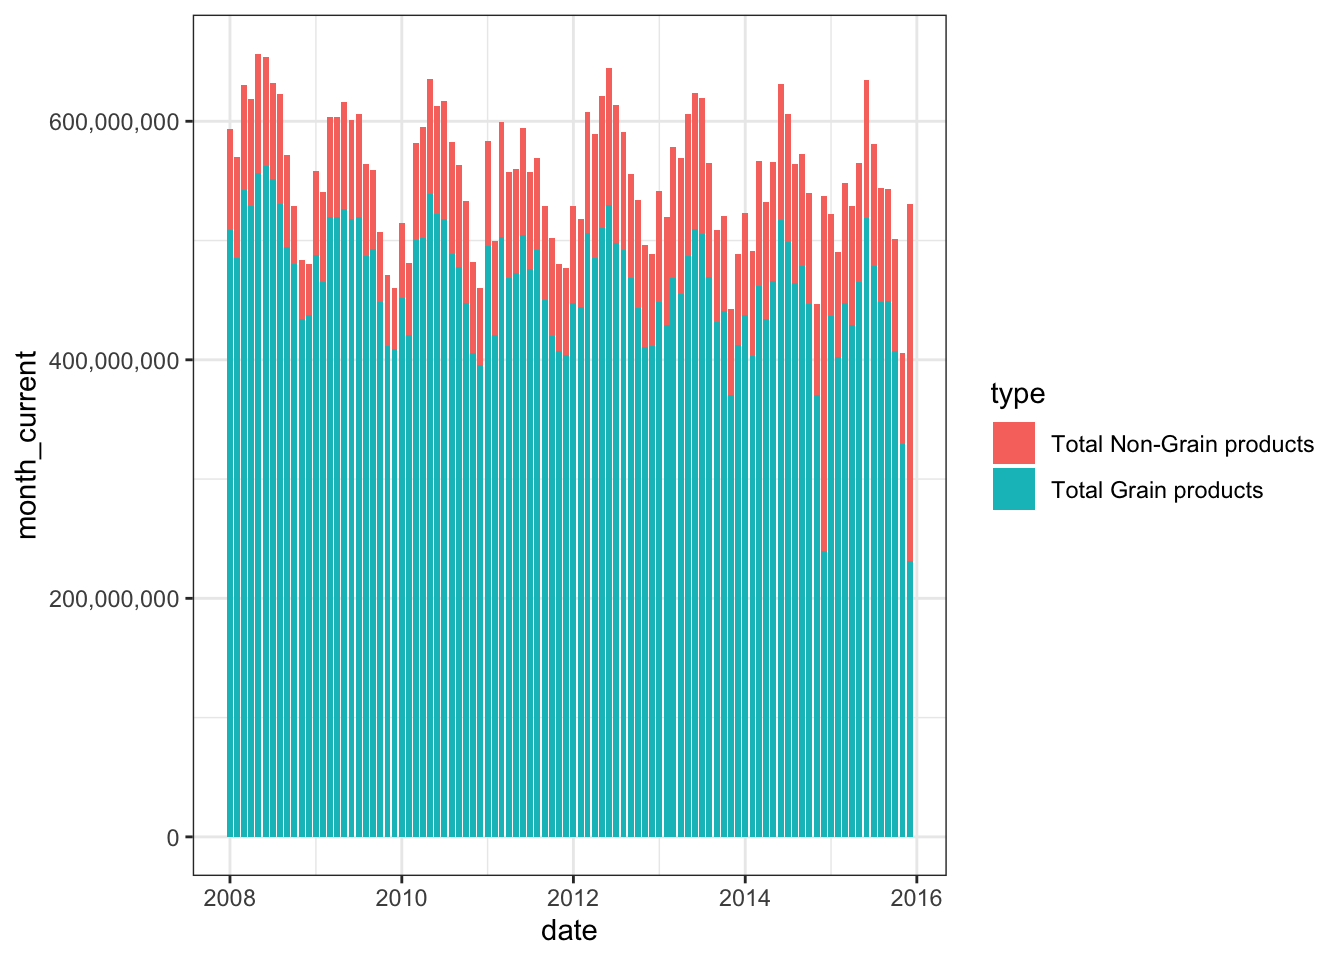 600,000,000
400,000,000
200,000,000
0
month_current
2008 2010 2012 2014 2016
date
type
Total Non-Grain products
Total Grain products